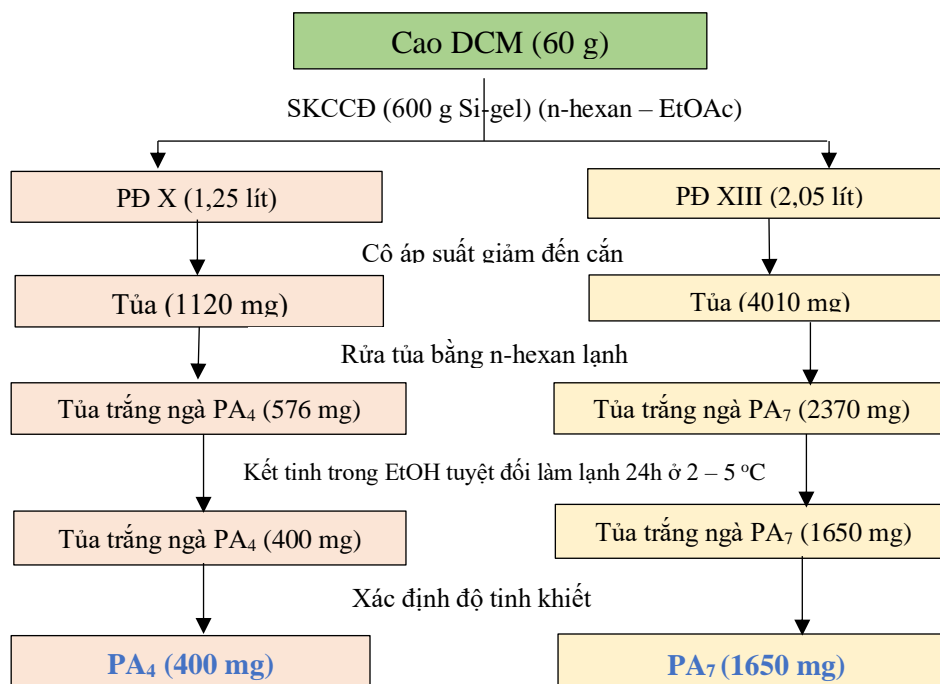 Cao DCM (60 g)
SKCCĐ (600 g Si-gel) (n-hexan – EtOAc)
PĐ X (1,25 lít)
PĐ XIII (2,05 lít)
Cô áp suất giảm đến cắn
Tủa (1120 mg)
Tủa (4010 mg)
Rửa tủa bằng n-hexan lạnh
Tủa trắng ngà PA₄ (576 mg)
Tủa trắng ngà PA₇ (2370 mg)
Kết tinh trong EtOH tuyệt đối làm lạnh 24h ở 2 – 5 °C
Tủa trắng ngà PA₄ (400 mg)
Tủa trắng ngà PA₇ (1650 mg)
Xác định độ tinh khiết
PA₄ (400 mg)
PA₇ (1650 mg)